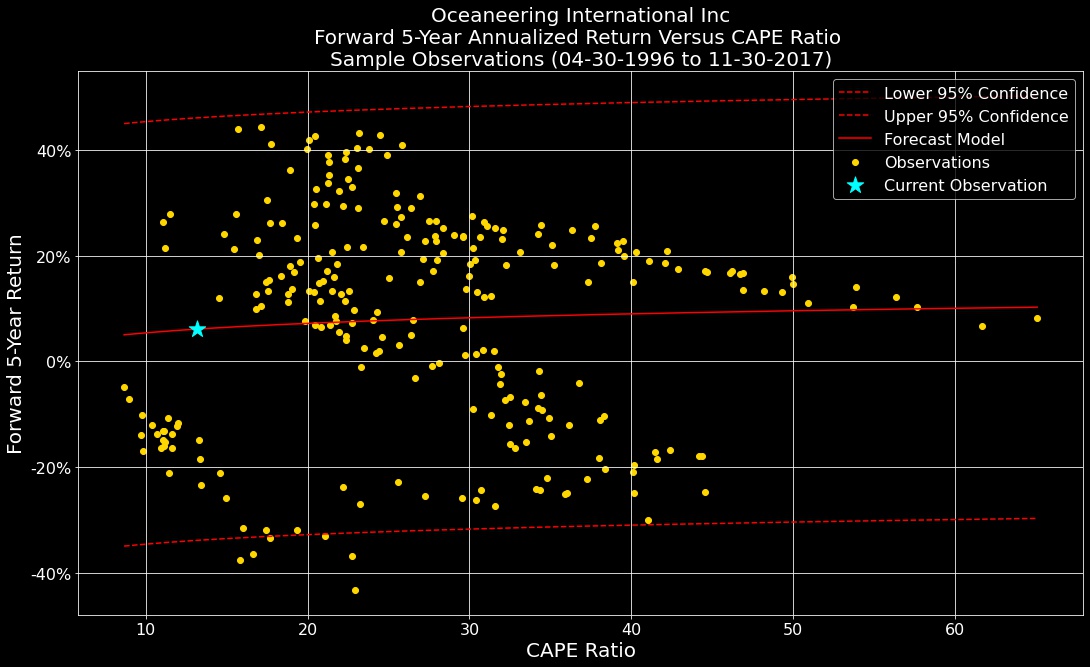 Oceaneering International Inc
Forward 5-Year Annualized Return Versus CAPE Ratio
Sample Observations (04-30-1996 to 11-30-2017)
Lower 95% Confidence
Upper 95% Confidence
Forecast Model
Observations
Current Observation
Forward 5-Year Return
40%
20%
0%
-20%
-40%
10 20 30 40 50 60
CAPE Ratio